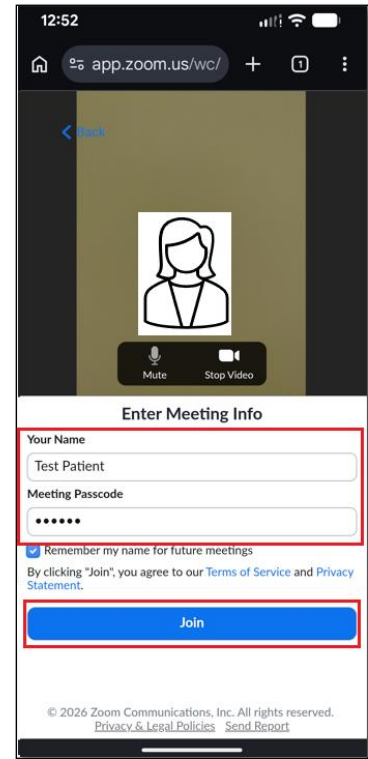 12:52
app.zoom.us/wc/
1
Back
Mute Stop Video
Enter Meeting Info
Your Name
Test Patient
Meeting Passcode
••••••
Remember my name for future meetings
By clicking "Join", you agree to our Terms of Service and Privacy
Statement.
Join
© 2026 Zoom Communications, Inc. All rights reserved.
Privacy & Legal Policies Send Report